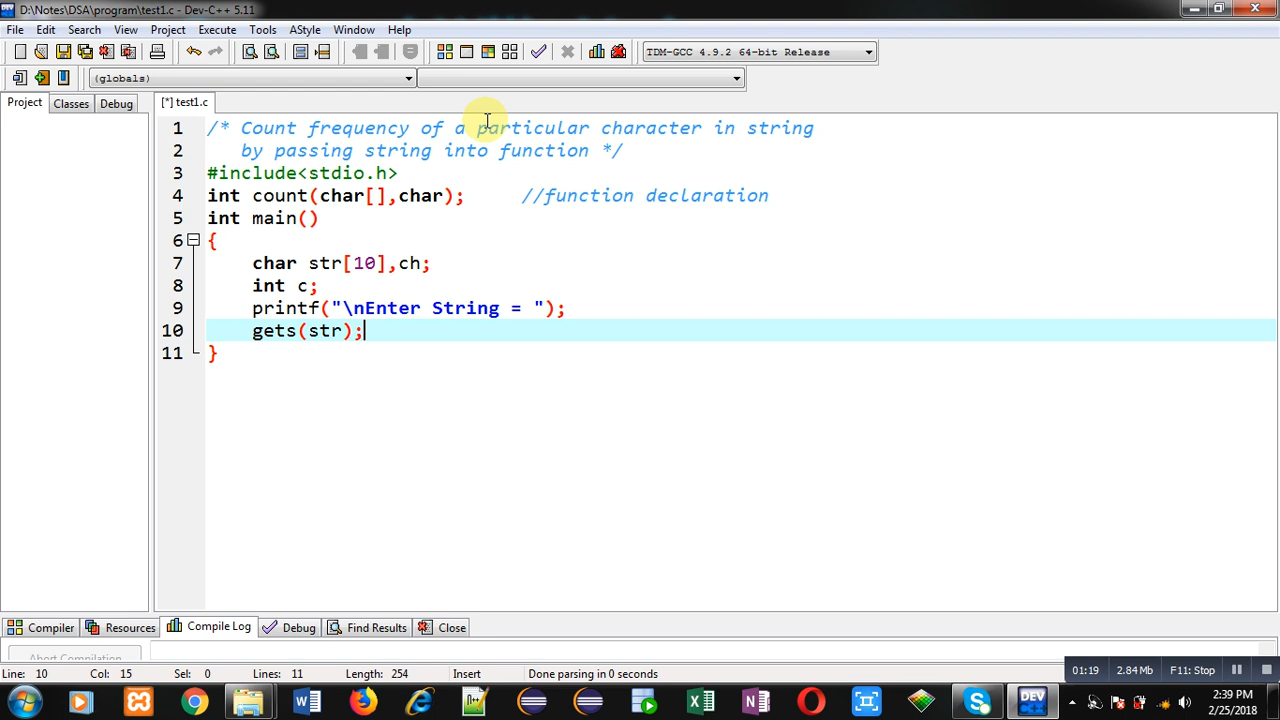 D:\Notes\DSA\program\test1.c - Dev-C++ 5.11
File Edit Search View Project Execute Tools AStyle Window Help
TDM-GCC 4.9.2 64-bit Release
(globals)
Project Classes Debug [*] test1.c
1 /* Count frequency of a particular character in string
2 by passing string into function */
3 #include<stdio.h>
4 int count(char[],char); //function declaration
5 int main()
6 {
7 char str[10],ch;
8 int c;
9 printf("\nEnter String = ");
10 gets(str);
11 }
Compiler Resources Compile Log Debug Find Results Close
Abort Compilation
Line: 10 Col: 15 Sel: 0 Lines: 11 Length: 254 Insert Done parsing in 0 seconds
01:19 2.84 Mb F11: Stop
DEV
2:39 PM
2/25/2018